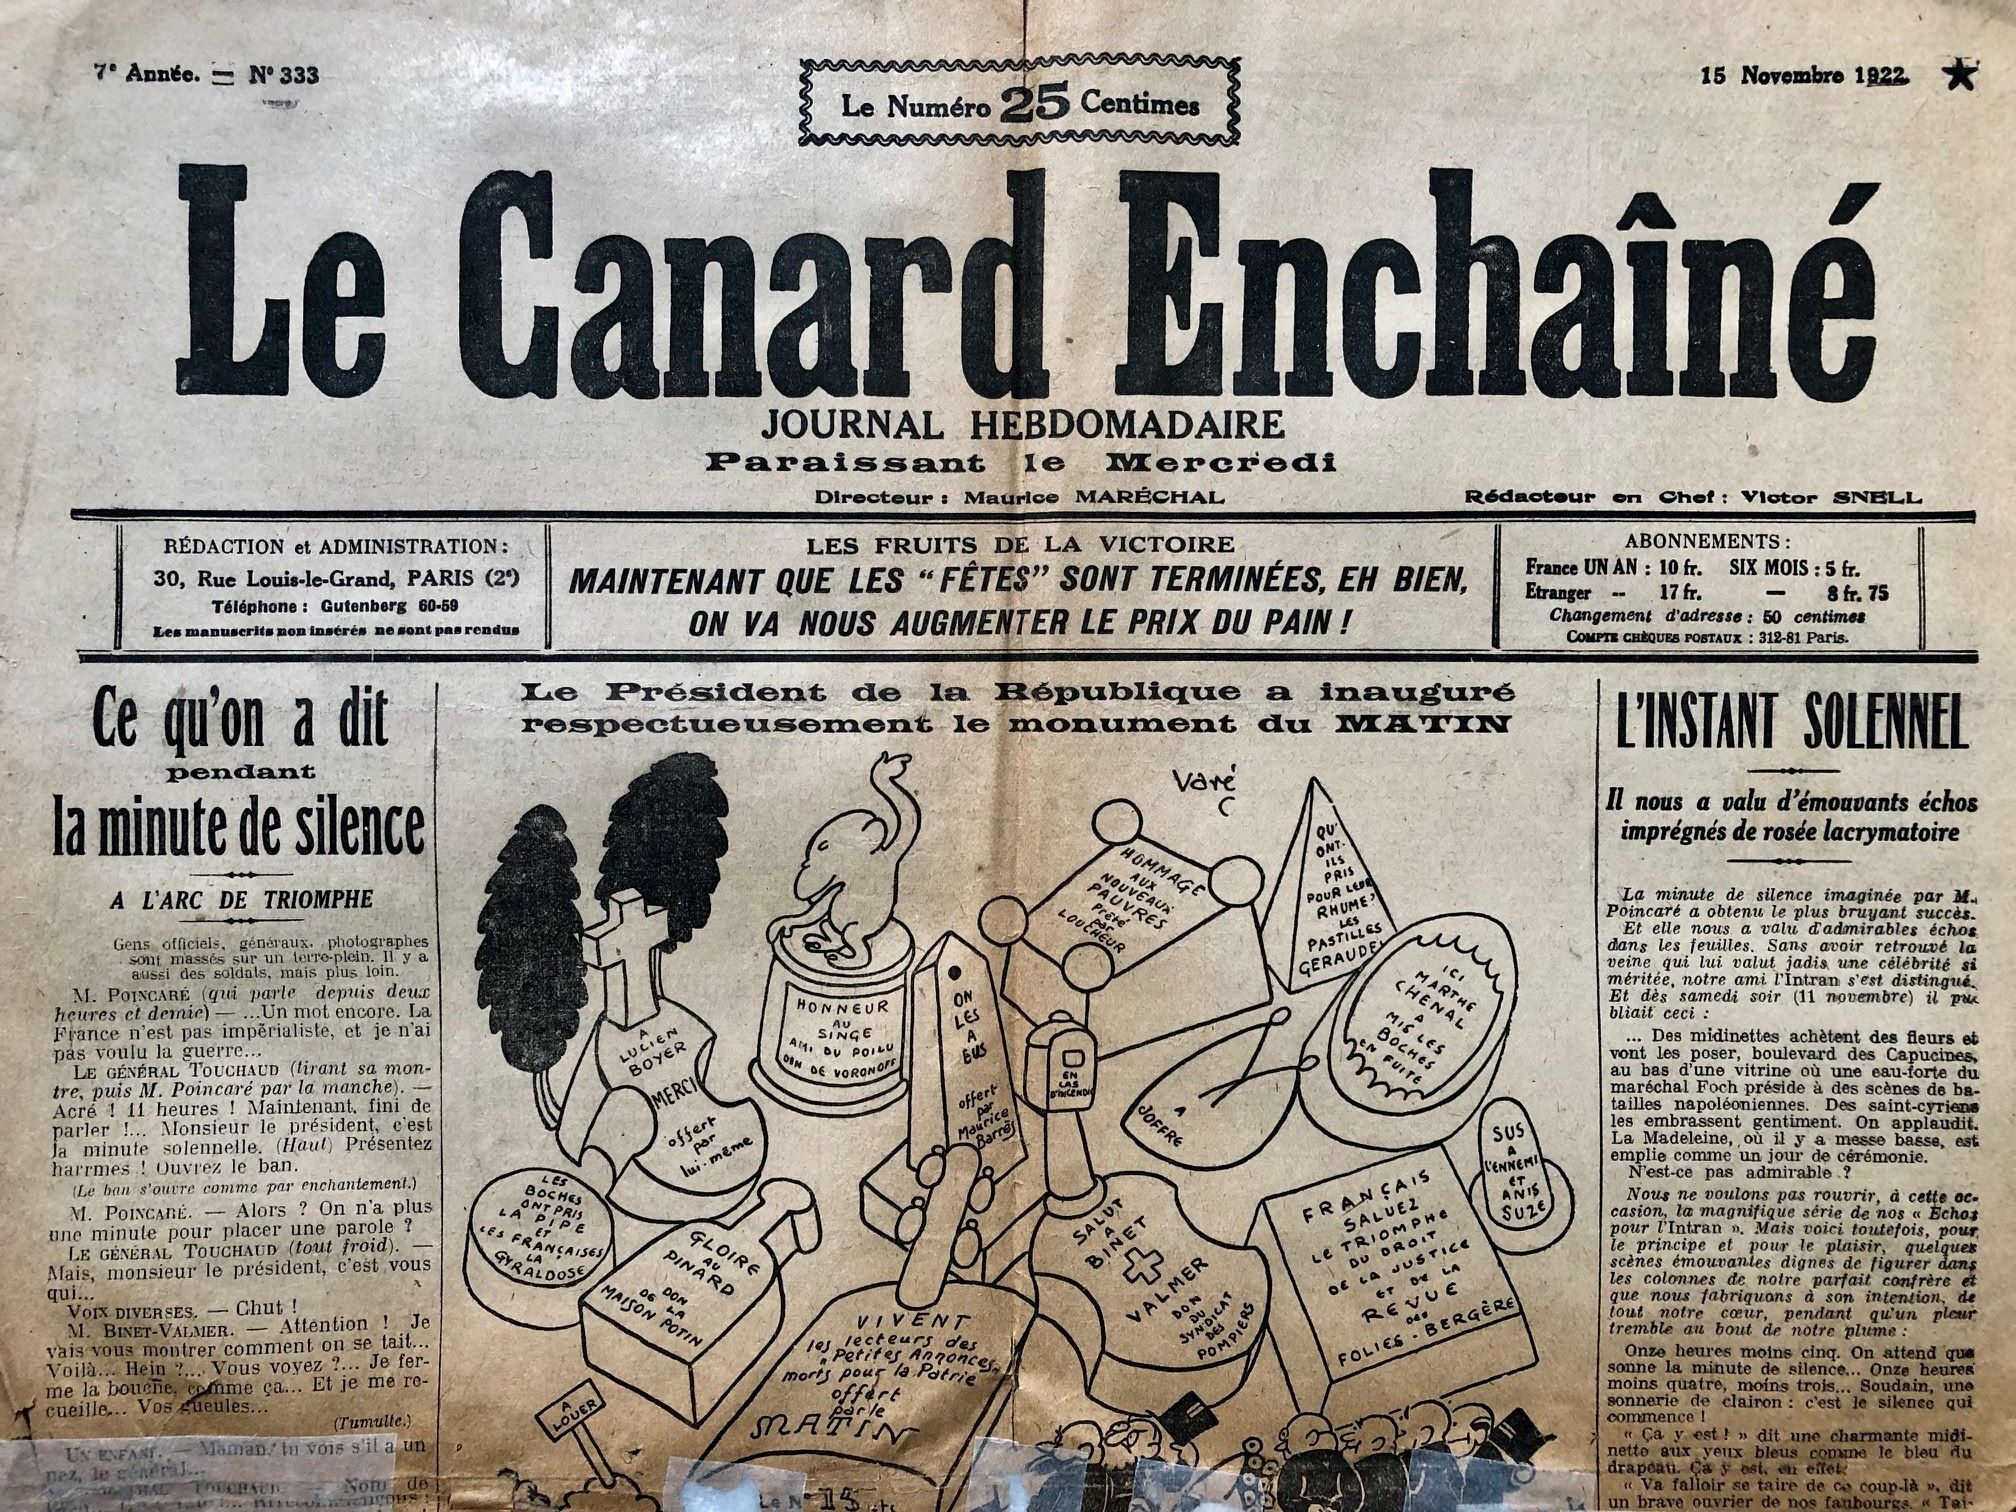 7e Année. — N° 333
Le Numéro 25 Centimes
15 Novembre 1922
Le Canard Enchaîné
JOURNAL HEBDOMADAIRE
Paraissant le Mercredi
Directeur : Maurice MARÉCHAL
Rédacteur en Chef : Victor SNELL
RÉDACTION et ADMINISTRATION :
30, Rue Louis-le-Grand, PARIS (2e)
Téléphone : Gutenberg 60-59
Les manuscrits non insérés ne sont pas rendus
LES FRUITS DE LA VICTOIRE
MAINTENANT QUE LES “FÊTES” SONT TERMINÉES, EH BIEN,
ON VA NOUS AUGMENTER LE PRIX DU PAIN !
ABONNEMENTS :
France UN AN : 10 fr. SIX MOIS : 5 fr.
Etranger -- 17 fr. — 8 fr. 75
Changement d'adresse : 50 centimes
COMPTE CHÈQUES POSTAUX : 312-81 Paris.
Ce qu'on a dit
pendant
la minute de silence
A L'ARC DE TRIOMPHE
Gens officiels, généraux, photographes
sont massés sur un terre-plein. Il y a
aussi des soldats, mais plus loin.
M. POINCARÉ (qui parle depuis deux
heures et demie) — ...Un mot encore. La
France n'est pas impérialiste, et je n'ai
pas voulu la guerre...
LE GÉNÉRAL TOUCHAUD (tirant sa mon-
tre, puis M. Poincaré par la manche). —
Acré ! 11 heures ! Maintenant, fini de
parler !... Monsieur le président, c'est
la minute solennelle. (Haut) Présentez
harrmes ! Ouvrez le ban.
(Le ban s'ouvre comme par enchantement.)
M. POINCARÉ. — Alors ? On n'a plus
une minute pour placer une parole ?
LE GÉNÉRAL TOUCHAUD (tout froid). —
Mais, monsieur le président, c'est vous
qui...
VOIX DIVERSES. — Chut !
M. BINET-VALMER. — Attention ! Je
vais vous montrer comment on se tait...
Voilà... Hein ?... Vous voyez ?... Je fer-
me la bouche, comme ça... Et je me re-
cueille... Vos gueules...
(Tumulte.)
UN ENFANT. — Maman, tu vois s'il a un
nez, le général...
TOUCHAUD — Nom de
Le Président de la République a inauguré
respectueusement le monument du MATIN
Varé
A
LUCIEN
BOYER
MERCI
offert
par
lui-même
HONNEUR
AU
SINGE
AMI DU POILU
DON DE VORONOFF
ON
LES
A
EUS
offert
par
Maurice
Barrès
HOMMAGE
AUX
NOUVEAUX
PAUVRES
Prêté
par
LOUCHEUR
QU'
ONT-
ILS
PRIS
POUR LEUR
RHUME ?
LES
PASTILLES
GERAUDEL
ICI
MARTHE
CHENAL
A
MIS LES
BOCHES
EN FUITE
EN
CAS
D'INCENDIE
A
JOFFRE
SUS
A
L'ENNEMI
ET
ANIS
SUZE
LES
BOCHES
ONT PRIS
LA PIPE
ET
LES FRANÇAISES
LA
GYRALDOSE
GLOIRE
AU
PINARD
DON
DE LA
MAISON POTIN
SALUT
A
BINET
VALMER
DON
DU
SYNDICAT
DES
POMPIERS
FRANÇAIS
SALUEZ
LE TRIOMPHE
DU DROIT
DE LA JUSTICE
ET DE LA
REVUE
DES
FOLIES-BERGÈRE
VIVENT
les lecteurs des
"Petites Annonces"
morts pour la Patrie
offert
par le
MATIN
A
LOUER
Le N° 15
L'INSTANT SOLENNEL
Il nous a valu d'émouvants échos
imprégnés de rosée lacrymatoire
La minute de silence imaginée par M.
Poincaré a obtenu le plus bruyant succès.
Et elle nous a valu d'admirables échos
dans les feuilles. Sans avoir retrouvé la
veine qui lui valut jadis une célébrité si
méritée, notre ami l'Intran s'est distingué.
Et dès samedi soir (11 novembre) il pu-
bliait ceci :
... Des midinettes achètent des fleurs et
vont les poser, boulevard des Capucines,
au bas d'une vitrine où une eau-forte du
maréchal Foch préside à des scènes de ba-
tailles napoléoniennes. Des saint-cyriens
les embrassent gentiment. On applaudit.
La Madeleine, où il y a messe basse, est
emplie comme un jour de cérémonie.
N'est-ce pas admirable ?
Nous ne voulons pas rouvrir, à cette oc-
casion, la magnifique série de nos « Echos
pour l'Intran ». Mais voici toutefois, pour
le principe et pour le plaisir, quelques
scènes émouvantes dignes de figurer dans
les colonnes de notre parfait confrère et
que nous fabriquons à son intention, de
tout notre cœur, pendant qu'un pleur
tremble au bout de notre plume :
Onze heures moins cinq. On attend que
sonne la minute de silence... Onze heures
moins quatre, moins trois... Soudain, une
sonnerie de clairon : c'est le silence qui
commence !
« Ça y est ! » dit une charmante midi-
nette aux yeux bleus comme le bleu du
drapeau. Ça y est, en effet.
« Va falloir se taire de ce coup-là », dit
un brave ouvrier de nos faubourgs.